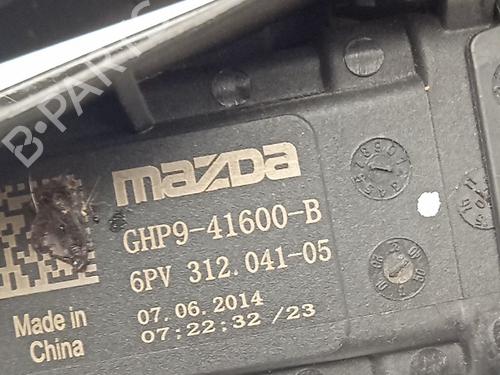 B-PARTS
mazda
GHP9-41600-B
6PV 312.041-05
07.06.2014
07:22:32 /23
Made in
China